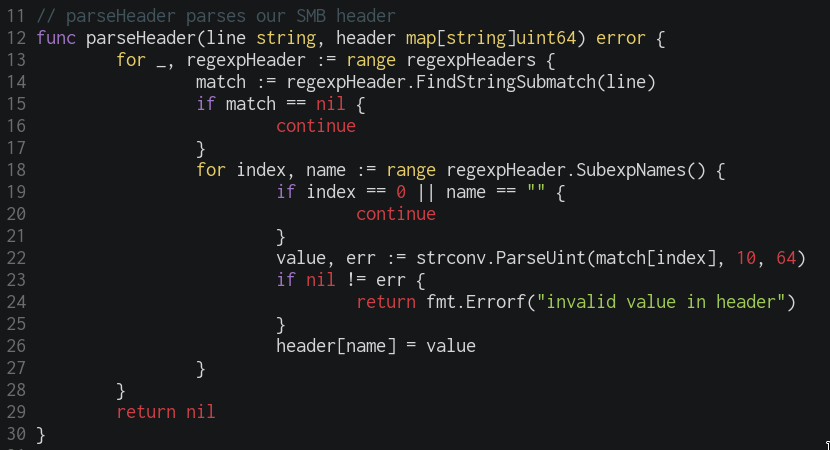 11 // parseHeader parses our SMB header
12 func parseHeader(line string, header map[string]uint64) error {
13         for _, regexpHeader := range regexpHeaders {
14                 match := regexpHeader.FindStringSubmatch(line)
15                 if match == nil {
16                         continue
17                 }
18                 for index, name := range regexpHeader.SubexpNames() {
19                         if index == 0 || name == "" {
20                                 continue
21                         }
22                         value, err := strconv.ParseUint(match[index], 10, 64)
23                         if nil != err {
24                                 return fmt.Errorf("invalid value in header")
25                         }
26                         header[name] = value
27                 }
28         }
29         return nil
30 }